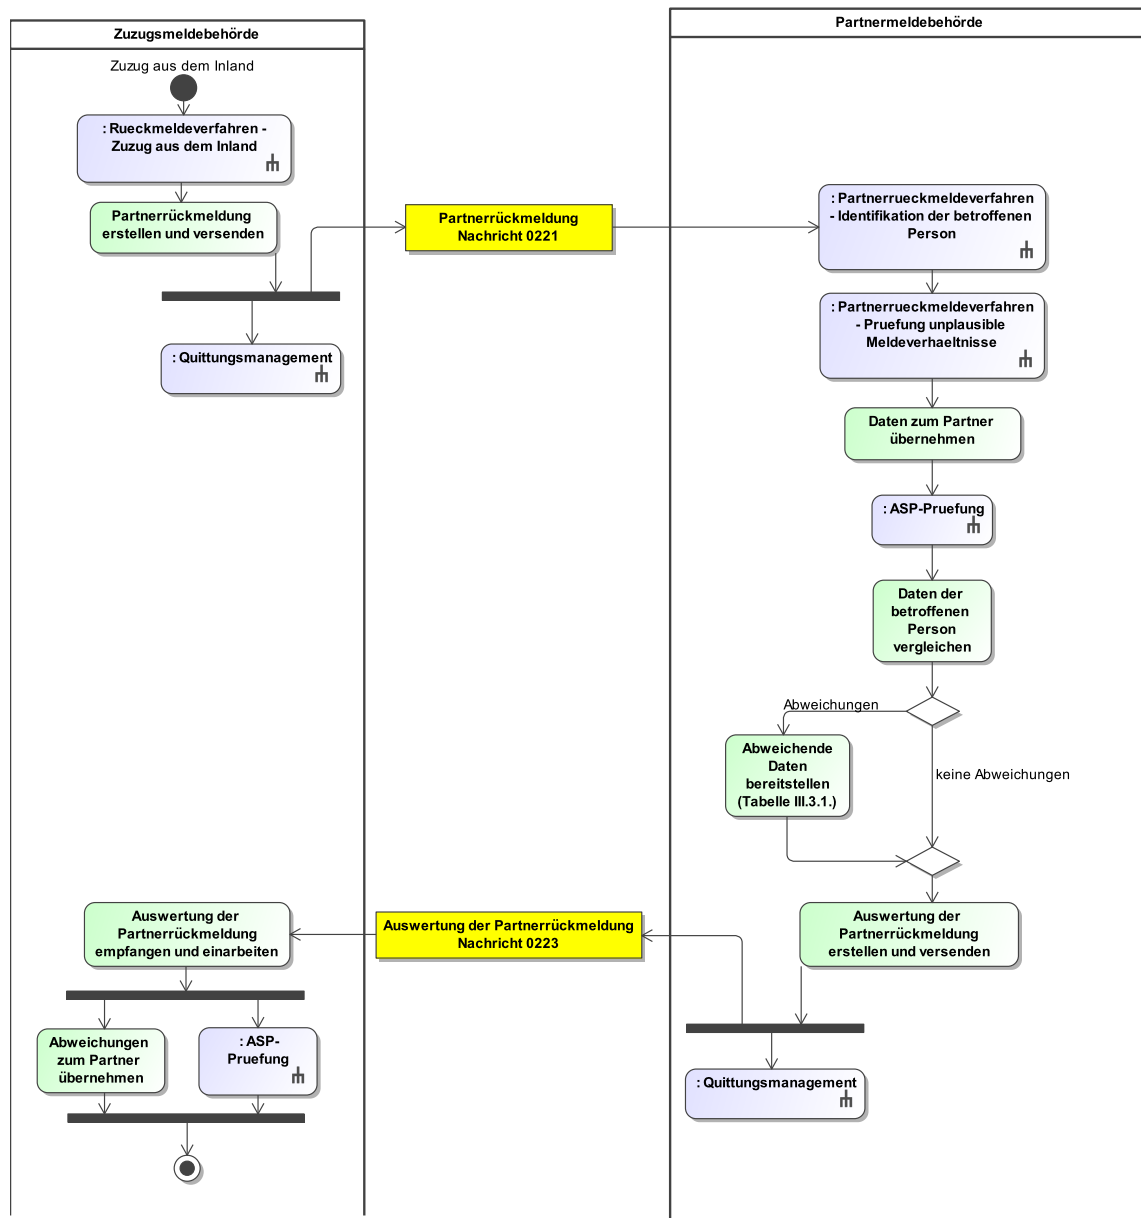 Zuzugsmeldebehörde
Zuzug aus dem Inland
: Rueckmeldeverfahren -
Zuzug aus dem Inland
Partnerrückmeldung
erstellen und versenden
: Quittungsmanagement
Partnerrückmeldung
Nachricht 0221
Partnermeldebehörde
: Partnerrueckmeldeverfahren
- Identifikation der betroffenen
Person
: Partnerrueckmeldeverfahren
- Pruefung unplausible
Meldeverhaeltnisse
Daten zum Partner
übernehmen
: ASP-Pruefung
Daten der
betroffenen
Person
vergleichen
Abweichungen
Abweichende
Daten
bereitstellen
(Tabelle III.3.1.)
keine Abweichungen
Auswertung der
Partnerrückmeldung
erstellen und versenden
: Quittungsmanagement
Auswertung der Partnerrückmeldung
Nachricht 0223
Auswertung der
Partnerrückmeldung
empfangen und einarbeiten
Abweichungen
zum Partner
übernehmen
: ASP-
Pruefung